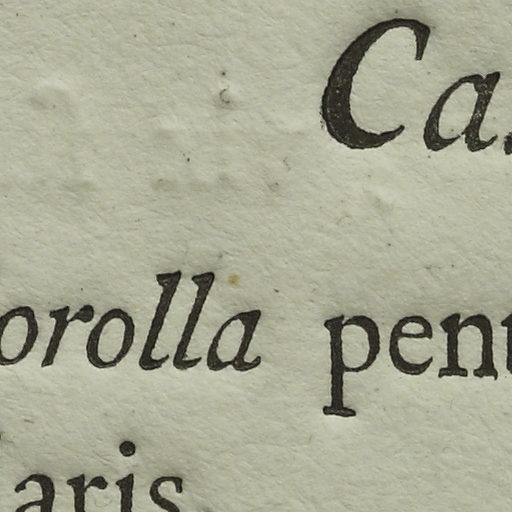 Ca
orolla pent
aris